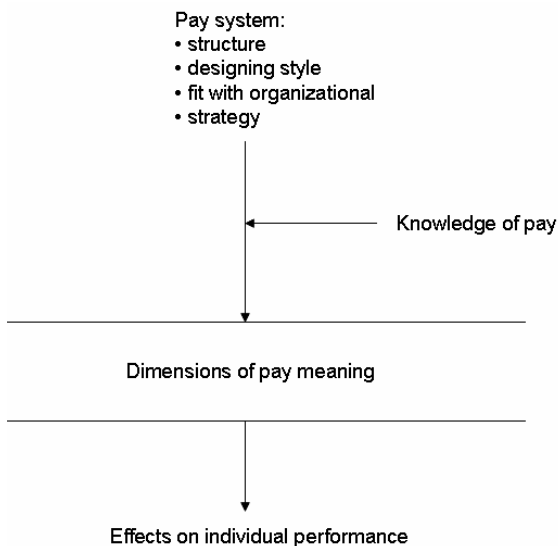 Pay system:
• structure
• designing style
• fit with organizational
• strategy
Knowledge of pay
Dimensions of pay meaning
Effects on individual performance